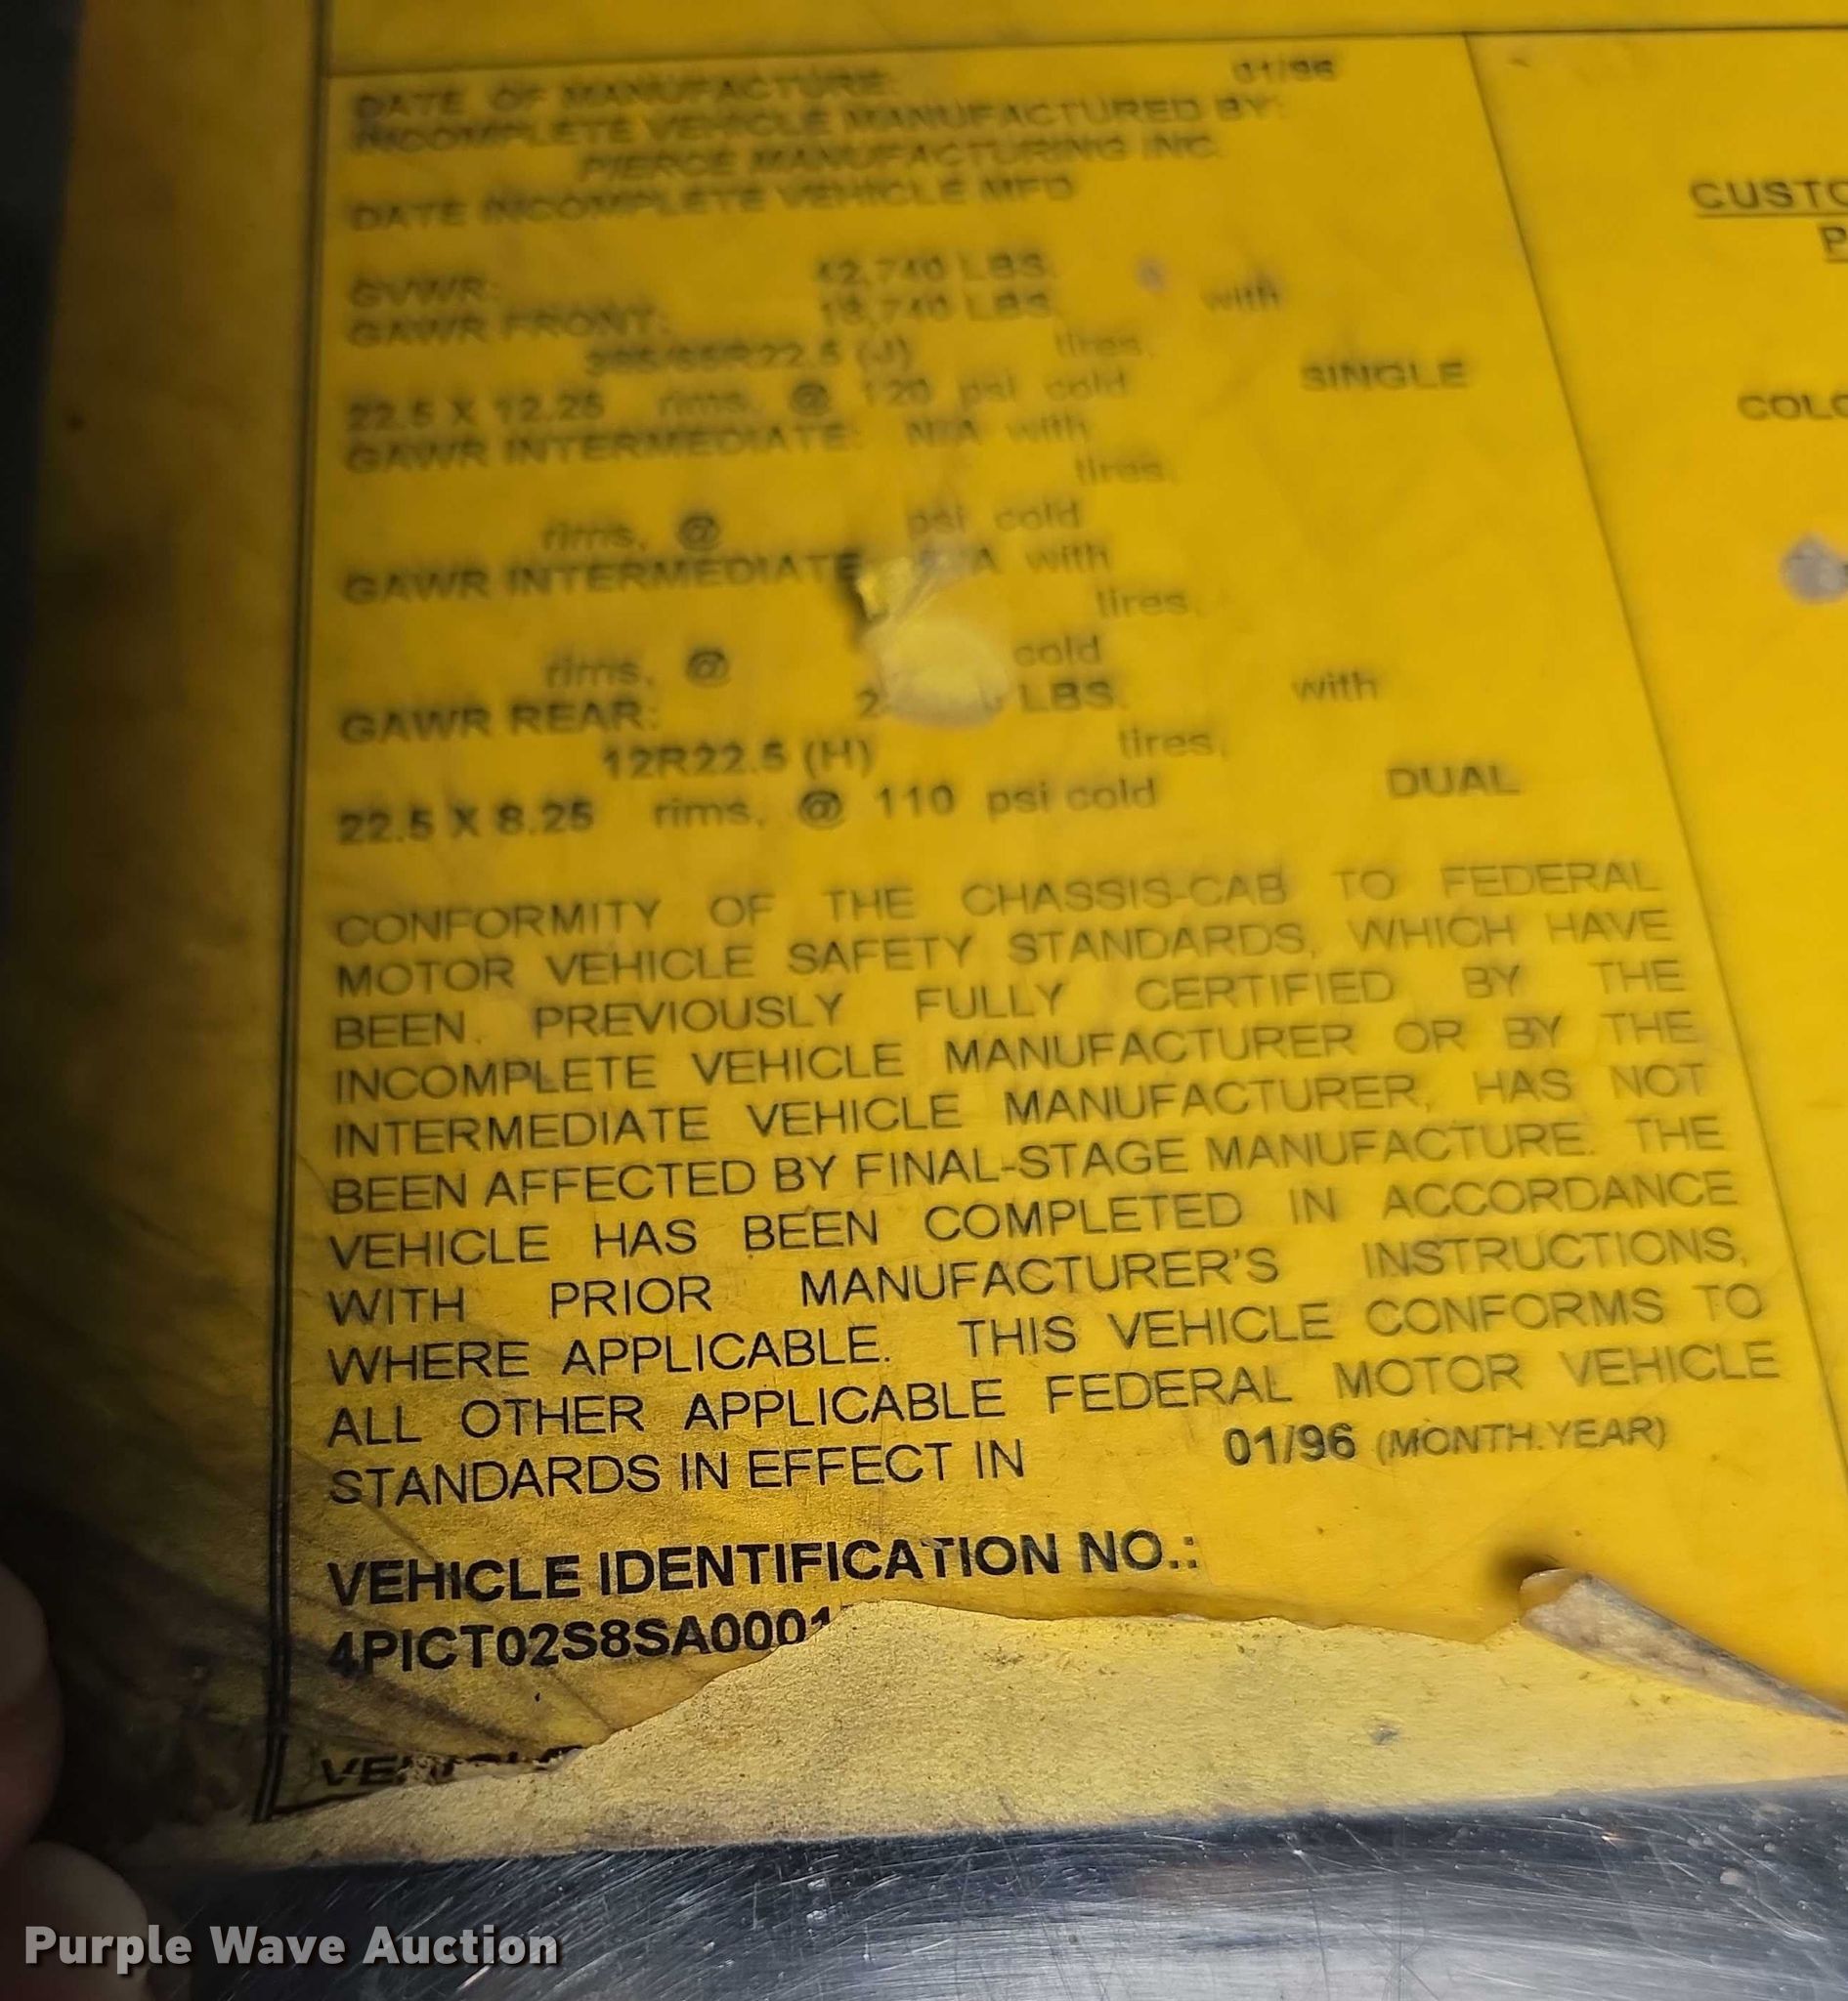 DATE OF MANUFACTURE: 01/96
INCOMPLETE VEHICLE MANUFACTURED BY:
PIERCE MANUFACTURING INC.
DATE INCOMPLETE VEHICLE MFD
GVWR: 42,740 LBS.
GAWR FRONT: 18,740 LBS. with
385/65R22.5 (J) tires,
22.5 X 12.25 rims, @ 120 psi cold SINGLE
GAWR INTERMEDIATE: N/A with
tires,
rims, @ psi cold
GAWR INTERMEDIATE with
tires,
rims, @ cold
GAWR REAR: LBS. with
12R22.5 (H) tires,
22.5 X 8.25 rims, @ 110 psi cold DUAL
CONFORMITY OF THE CHASSIS-CAB TO FEDERAL
MOTOR VEHICLE SAFETY STANDARDS, WHICH HAVE
BEEN PREVIOUSLY FULLY CERTIFIED BY THE
INCOMPLETE VEHICLE MANUFACTURER OR BY THE
INTERMEDIATE VEHICLE MANUFACTURER, HAS NOT
BEEN AFFECTED BY FINAL-STAGE MANUFACTURE. THE
VEHICLE HAS BEEN COMPLETED IN ACCORDANCE
WITH PRIOR MANUFACTURER'S INSTRUCTIONS,
WHERE APPLICABLE. THIS VEHICLE CONFORMS TO
ALL OTHER APPLICABLE FEDERAL MOTOR VEHICLE
STANDARDS IN EFFECT IN 01/96 (MONTH.YEAR)
VEHICLE IDENTIFICATION NO.:
4PICT02S8SA0001
CUSTO
P
COLO
Purple Wave Auction